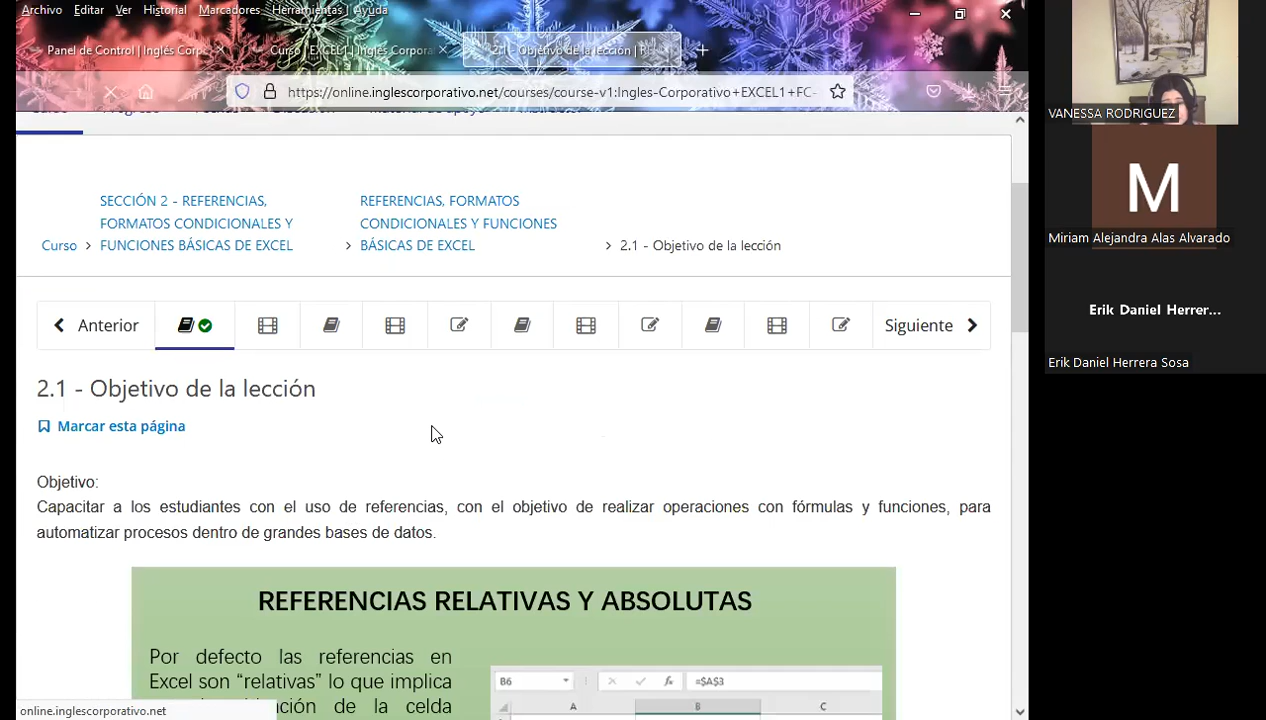 Archivo Editar Ver Historial Marcadores Herramientas Ayuda
Panel de Control | Inglés Corp
Curso | EXCEL1 | Inglés Corpora
2.1 - Objetivo de la lección |
https://online.inglescorporativo.net/courses/course-v1:Ingles-Corporativo+EXCEL1+FC-
SECCIÓN 2 - REFERENCIAS,
FORMATOS CONDICIONALES Y
FUNCIONES BÁSICAS DE EXCEL
REFERENCIAS, FORMATOS
CONDICIONALES Y FUNCIONES
BÁSICAS DE EXCEL
Curso
2.1 - Objetivo de la lección
Anterior
Siguiente
2.1 - Objetivo de la lección
Marcar esta página
Objetivo:
Capacitar a los estudiantes con el uso de referencias, con el objetivo de realizar operaciones con fórmulas y funciones, para
automatizar procesos dentro de grandes bases de datos.
REFERENCIAS RELATIVAS Y ABSOLUTAS
Por defecto las referencias en
Excel son “relativas” lo que implica
de la celda
B6
fx
=$A$3
A B C
online.inglescorporativo.net
VANESSA RODRIGUEZ
M
Miriam Alejandra Alas Alvarado
Erik Daniel Herrer...
Erik Daniel Herrera Sosa